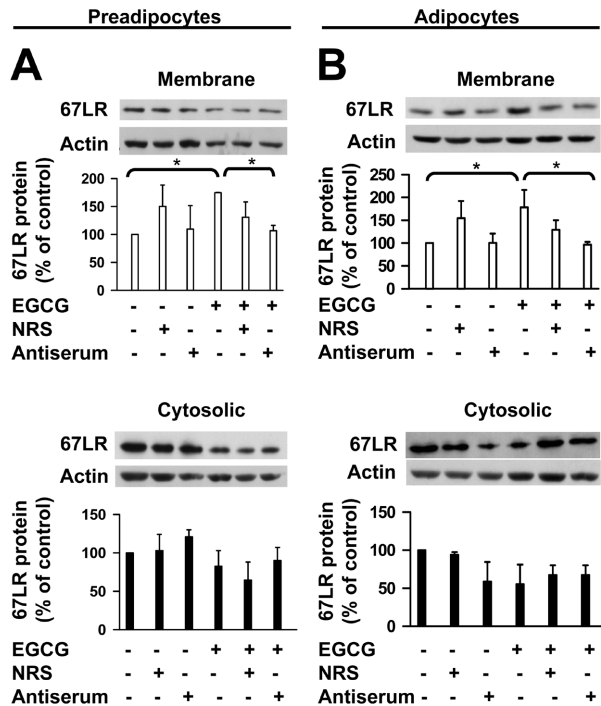 Preadipocytes
Adipocytes
A
Membrane
67LR
Actin
* *
67LR protein
(% of control)
200
150
100
50
0
EGCG - - - + + +
NRS - + - - + -
Antiserum - - + - - +
Cytosolic
67LR
Actin
67LR protein
(% of control)
150
100
50
0
EGCG - - - + + +
NRS - + - - + -
Antiserum - - + - - +
B
Membrane
67LR
Actin
* *
67LR protein
(% of control)
250
200
150
100
50
0
EGCG - - - + + +
NRS - + - - + -
Antiserum - - + - - +
Cytosolic
67LR
Actin
67LR protein
(% of control)
150
100
50
0
EGCG - - - + + +
NRS - + - - + -
Antiserum - - + - - +